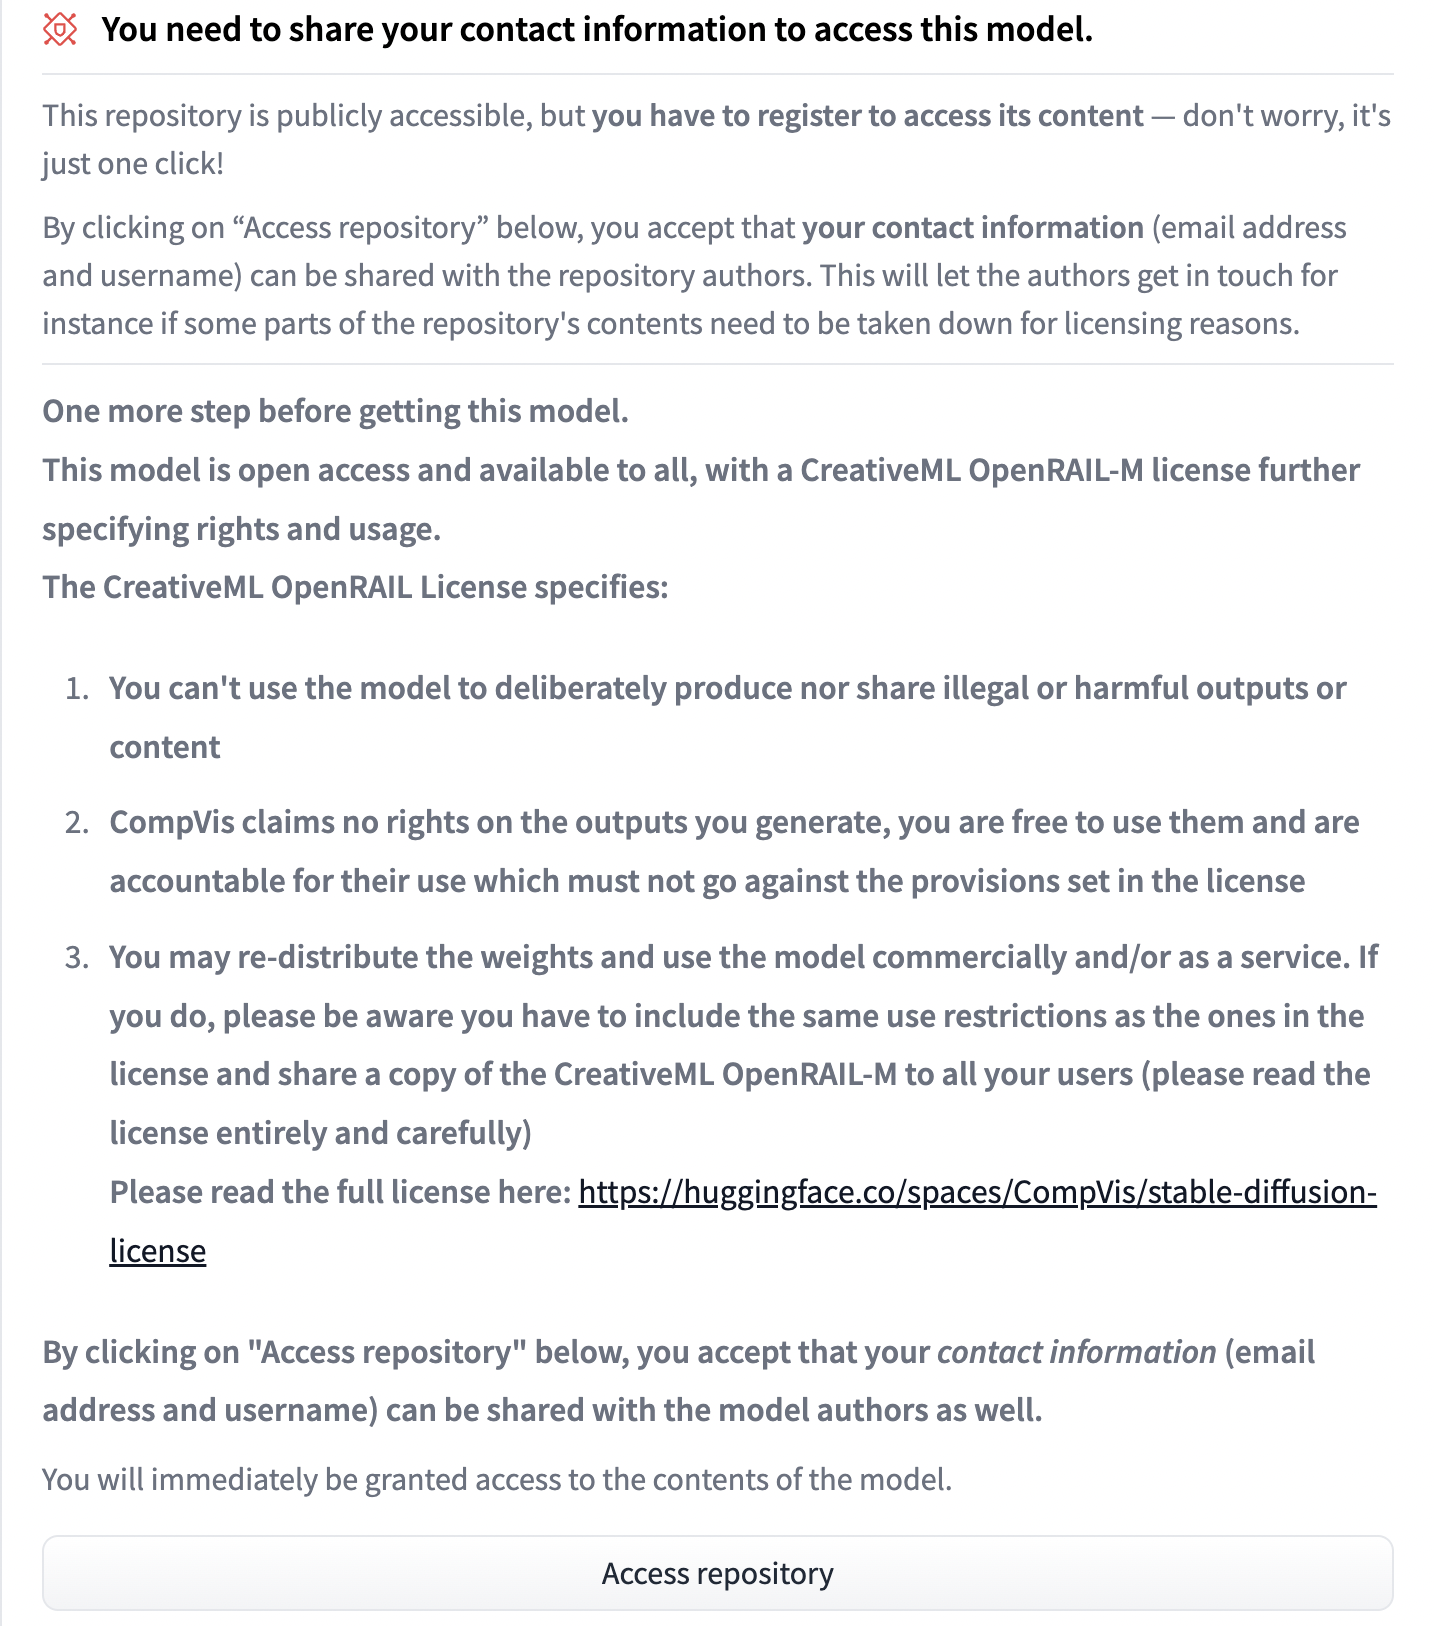 You need to share your contact information to access this model.
This repository is publicly accessible, but you have to register to access its content — don't worry, it's
just one click!
By clicking on “Access repository” below, you accept that your contact information (email address
and username) can be shared with the repository authors. This will let the authors get in touch for
instance if some parts of the repository's contents need to be taken down for licensing reasons.
One more step before getting this model.
This model is open access and available to all, with a CreativeML OpenRAIL-M license further
specifying rights and usage.
The CreativeML OpenRAIL License specifies:
1. You can't use the model to deliberately produce nor share illegal or harmful outputs or
content
2. CompVis claims no rights on the outputs you generate, you are free to use them and are
accountable for their use which must not go against the provisions set in the license
3. You may re-distribute the weights and use the model commercially and/or as a service. If
you do, please be aware you have to include the same use restrictions as the ones in the
license and share a copy of the CreativeML OpenRAIL-M to all your users (please read the
license entirely and carefully)
Please read the full license here: https://huggingface.co/spaces/CompVis/stable-diffusion-
license
By clicking on "Access repository" below, you accept that your contact information (email
address and username) can be shared with the model authors as well.
You will immediately be granted access to the contents of the model.
Access repository